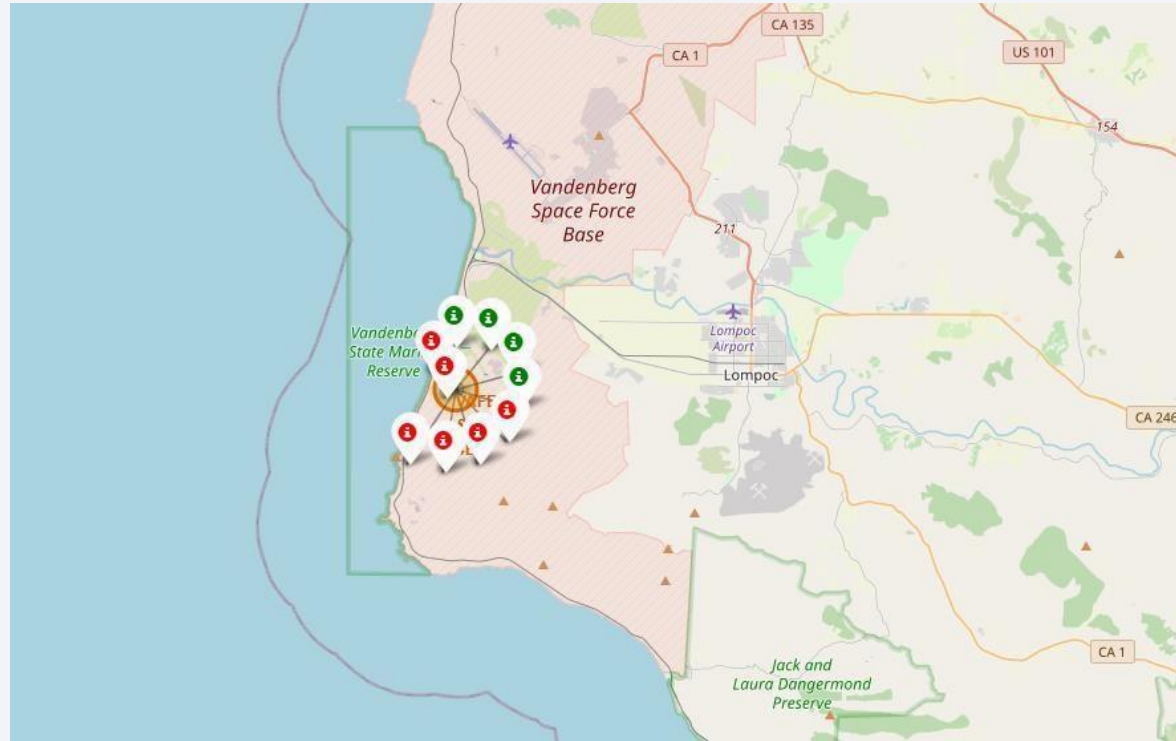 CA 135
CA 1
US 101
154
Vandenberg
Space Force
Base
211
Lompoc
Airport
Reserve
Lompoc
CA 246
CA 1
Jack and
Laura Dangermond
Preserve